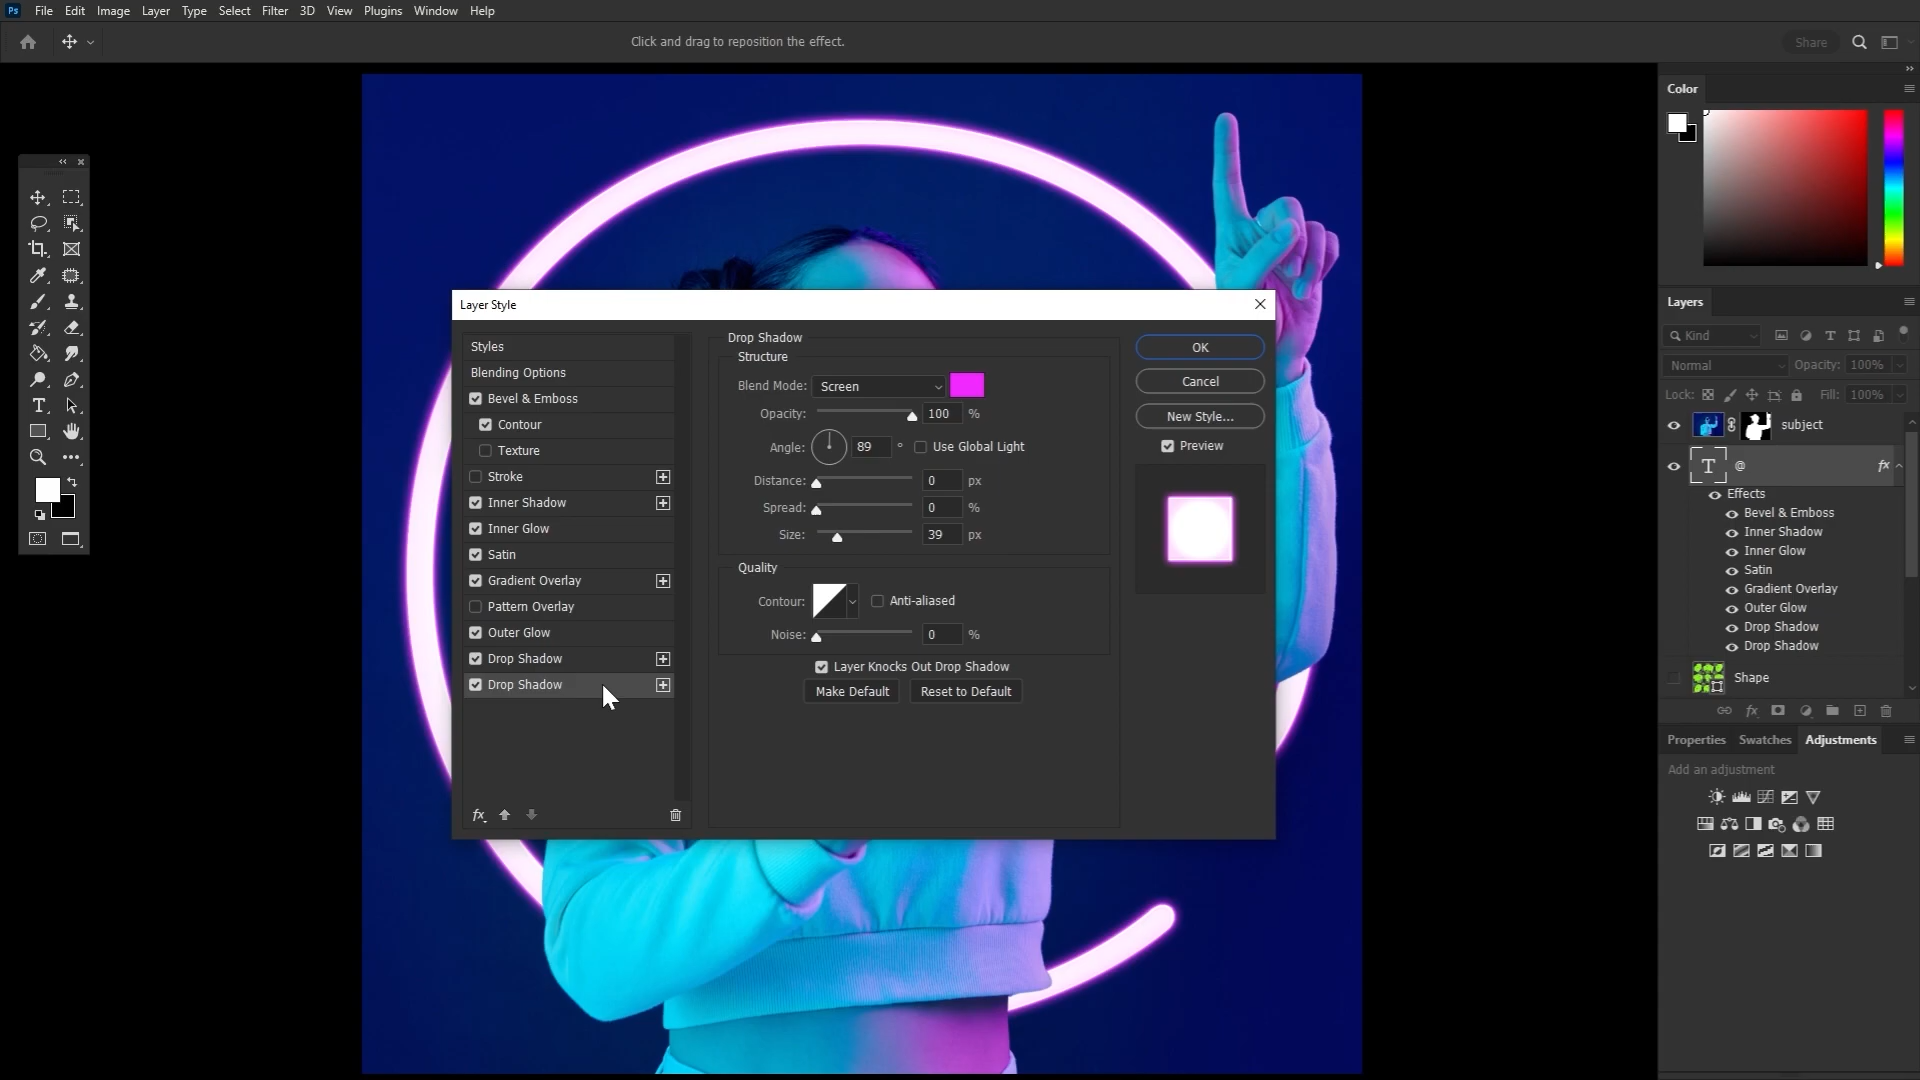 Ps File Edit Image Layer Type Select Filter 3D View Plugins Window Help
Click and drag to reposition the effect.
Share
Color
Layers
Kind
Normal Opacity: 100%
Lock: Fill: 100%
subject
T @ fx
Effects
Bevel & Emboss
Inner Shadow
Inner Glow
Satin
Gradient Overlay
Outer Glow
Drop Shadow
Drop Shadow
Shape
fx
Properties Swatches Adjustments
Add an adjustment
Layer Style
Styles
Blending Options
Bevel & Emboss
Contour
Texture
Stroke
Inner Shadow
Inner Glow
Satin
Gradient Overlay
Pattern Overlay
Outer Glow
Drop Shadow
Drop Shadow
fx
Drop Shadow
Structure
Blend Mode: Screen
Opacity: 100 %
Angle: 89 ° Use Global Light
Distance: 0 px
Spread: 0 %
Size: 39 px
Quality
Contour: Anti-aliased
Noise: 0 %
Layer Knocks Out Drop Shadow
Make Default Reset to Default
OK
Cancel
New Style...
Preview